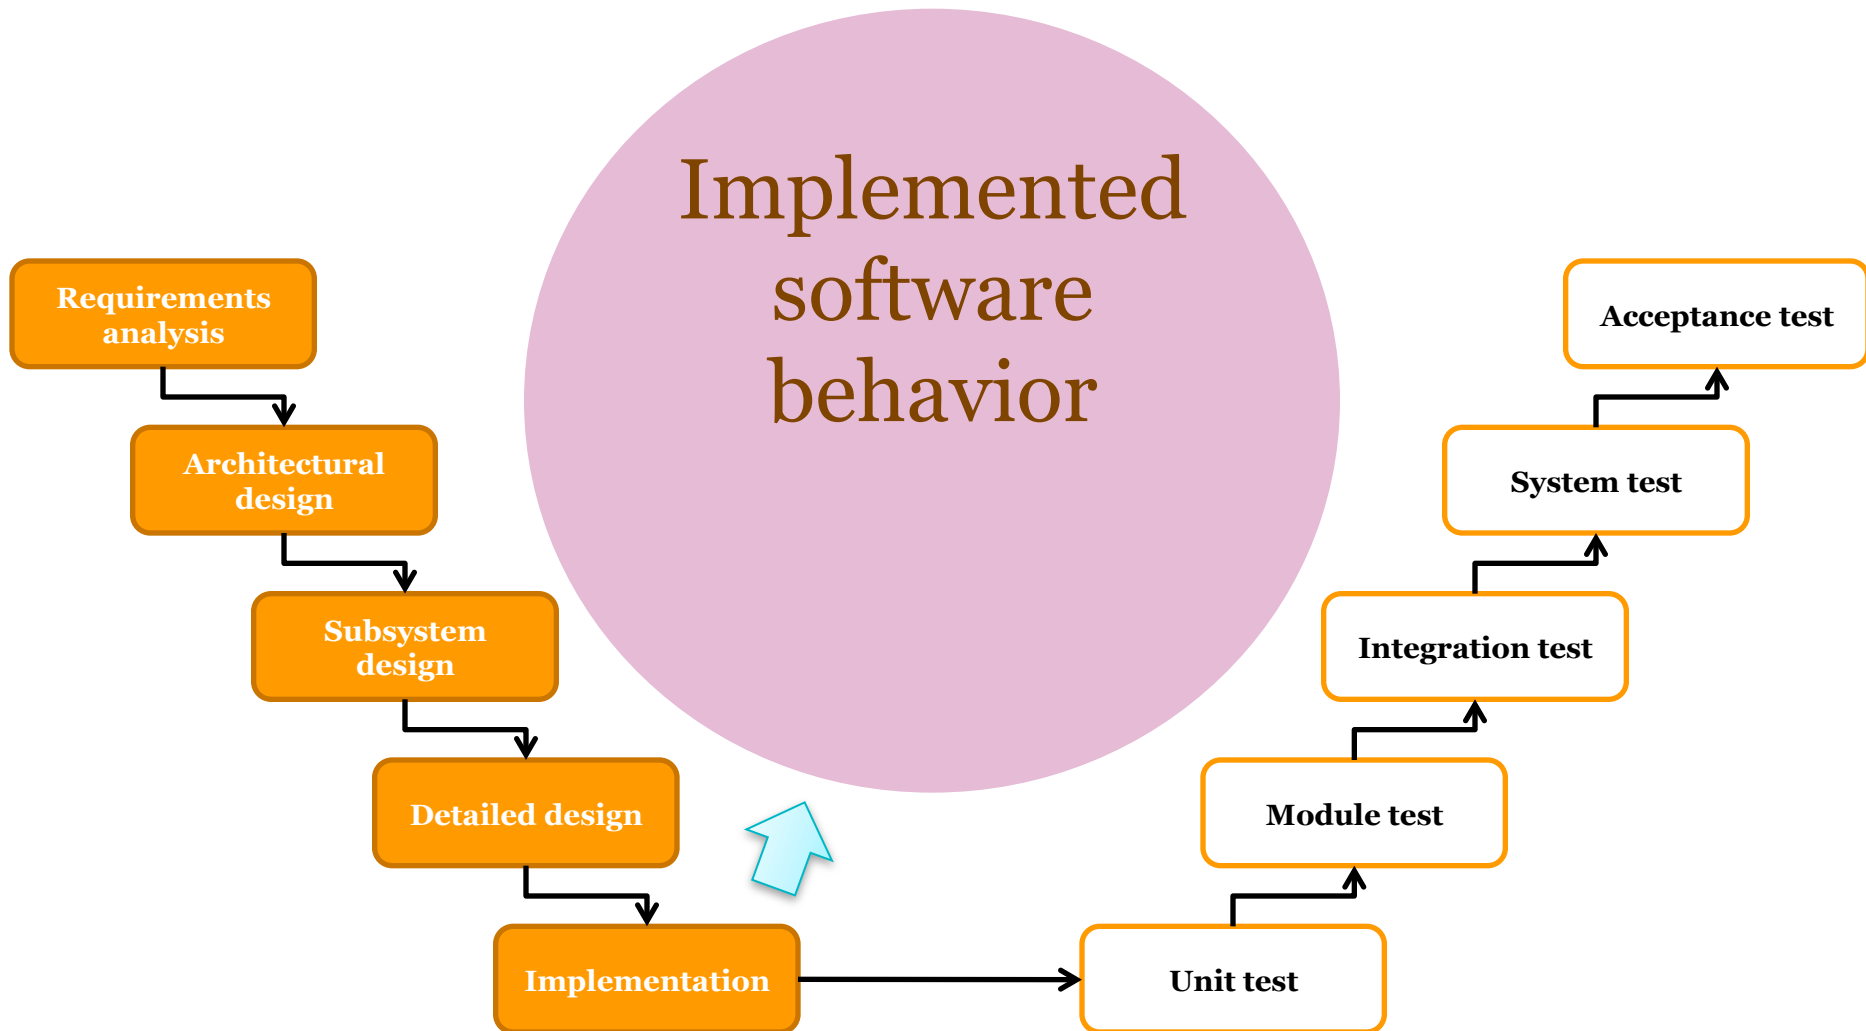 Implemented
software
behavior
Requirements
analysis
Architectural
design
Subsystem
design
Detailed design
Implementation
Unit test
Module test
Integration test
System test
Acceptance test